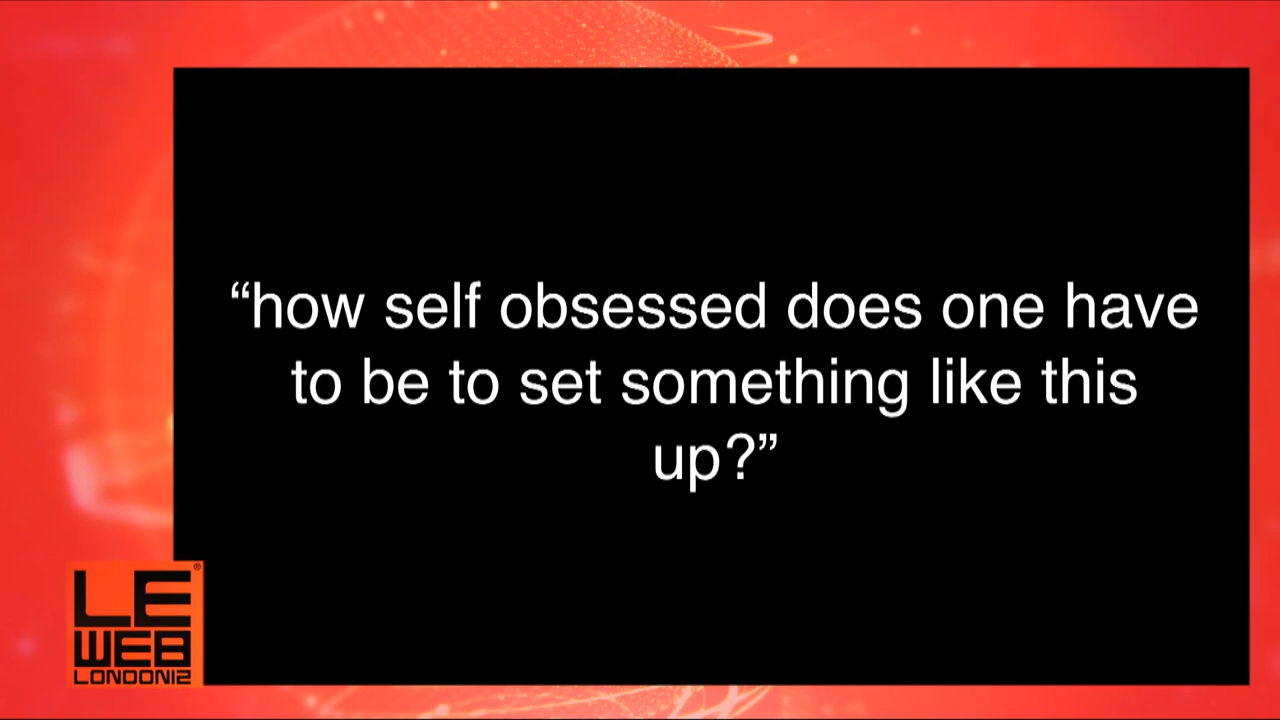 “how self obsessed does one have
to be to set something like this
up?”
LE
WEB
LONDON12
®